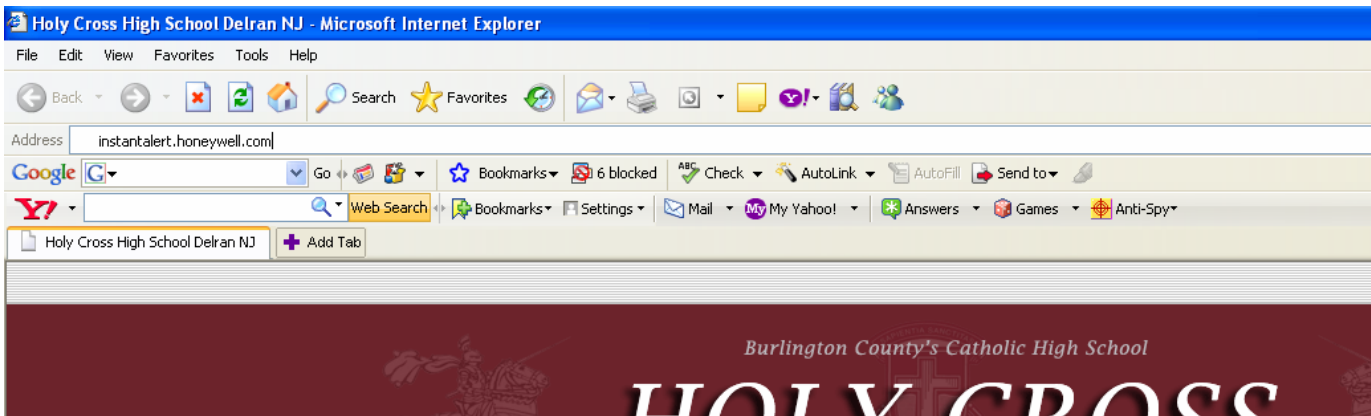 Holy Cross High School Delran NJ - Microsoft Internet Explorer
File Edit View Favorites Tools Help
Back Search Favorites
Address instantalert.honeywell.com
Google G Go Bookmarks 6 blocked ABC Check AutoLink AutoFill Send to
Y! Web Search Bookmarks Settings Mail My My Yahoo! Answers Games Anti-Spy
Holy Cross High School Delran NJ Add Tab
Burlington County's Catholic High School
HOLY CROSS